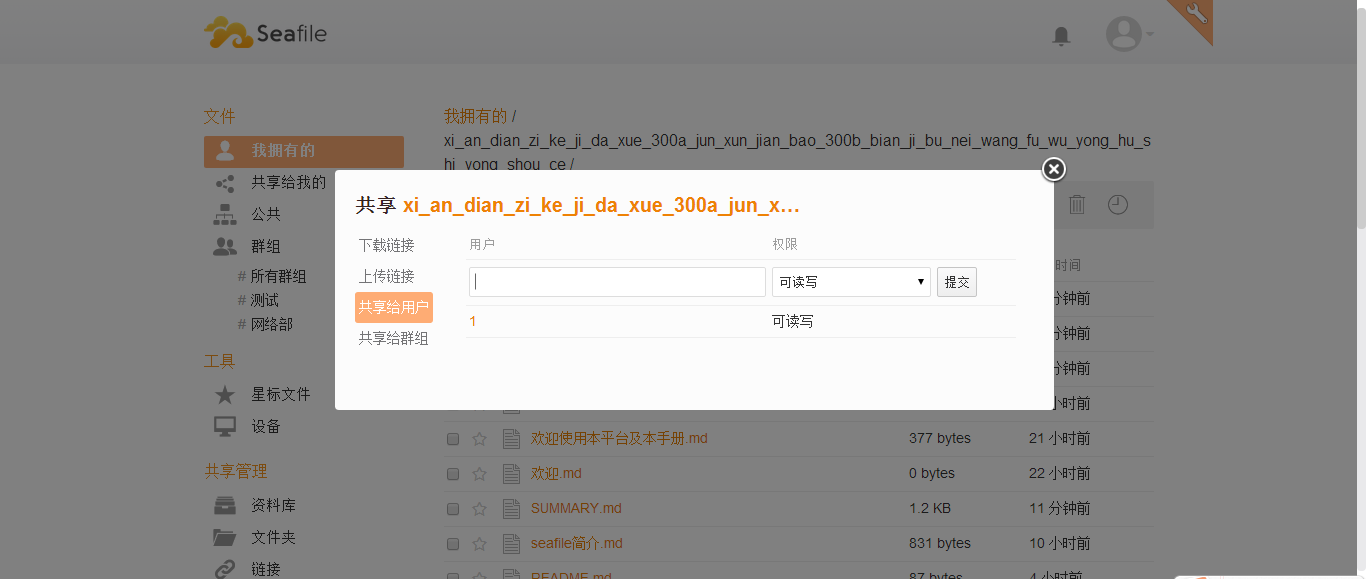 Seafile
文件
我拥有的
共享给我的
公共
群组
# 所有群组
# 测试
# 网络部
工具
星标文件
设备
共享管理
资料库
文件夹
链接
我拥有的 /
xi_an_dian_zi_ke_ji_da_xue_300a_jun_xun_jian_bao_300b_bian_ji_bu_nei_wang_fu_wu_yong_hu_s
hi_yong_shou_ce /
共享 xi_an_dian_zi_ke_ji_da_xue_300a_jun_x…
下载链接
上传链接
共享给用户
共享给群组
用户 权限
可读写 提交
1 可读写
时间
分钟前
分钟前
分钟前
小时前
欢迎使用本平台及本手册.md 377 bytes 21 小时前
欢迎.md 0 bytes 22 小时前
SUMMARY.md 1.2 KB 11 分钟前
seafile简介.md 831 bytes 10 小时前
README.md 87 bytes 4 小时前